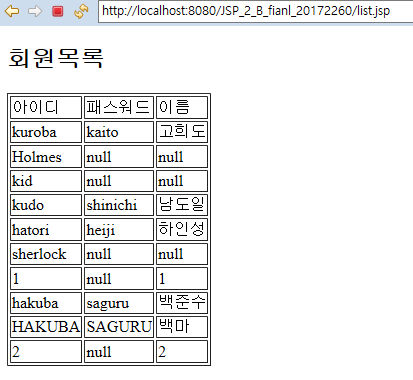 http://localhost:8080/JSP_2_B_fianl_20172260/list.jsp
회원목록
아이디 패스워드 이름
kuroba kaito 고희도
Holmes null null
kid null null
kudo shinichi 남도일
hatori heiji 하인성
sherlock null null
1 null 1
hakuba saguru 백준수
HAKUBA SAGURU 백마
2 null 2